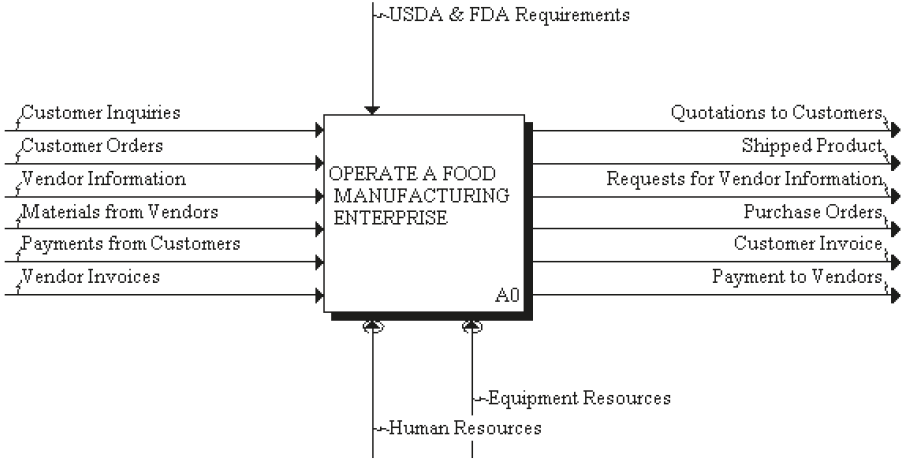 USDA & FDA Requirements
Customer Inquiries
Customer Orders
Vendor Information
Materials from Vendors
Payments from Customers
Vendor Invoices
OPERATE A FOOD
MANUFACTURING
ENTERPRISE
A0
Quotations to Customers
Shipped Product
Requests for Vendor Information
Purchase Orders
Customer Invoice
Payment to Vendors
Equipment Resources
Human Resources